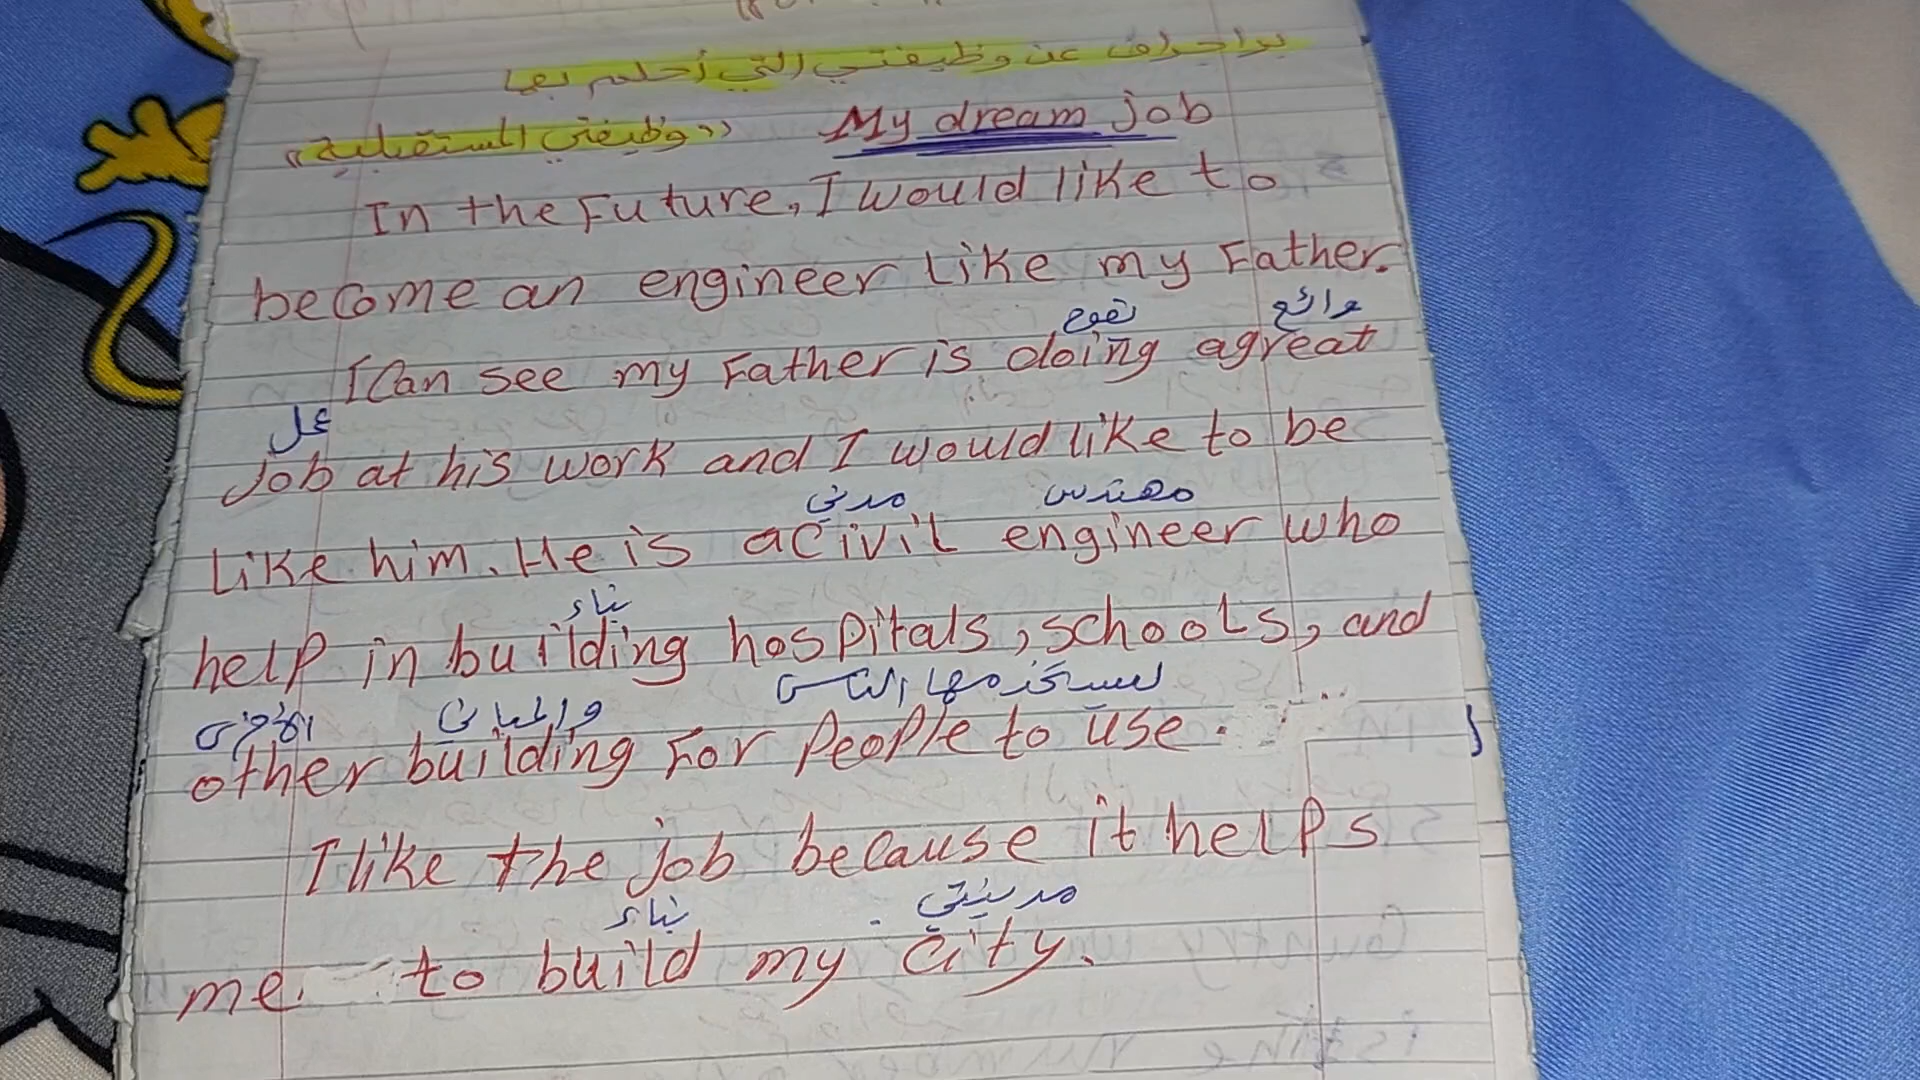 براجراف عن وظيفتي التي أحلم بها
My dream job "وظيفتي المستقبلية"
In the Future, I would like to
become an engineer like my Father.
تقوم رائع
I Can see my Father is doing agreat
عمل
Job at his work and I would like to be
مهندس مدني
like him. He is acivil engineer who
بناء
help in building hospitals, schools, and
ليستخدمها الناس
والمباني الأخرى
other building For People to use.
I like the job because it helps
مدينتي
بناء
me. to build my city.